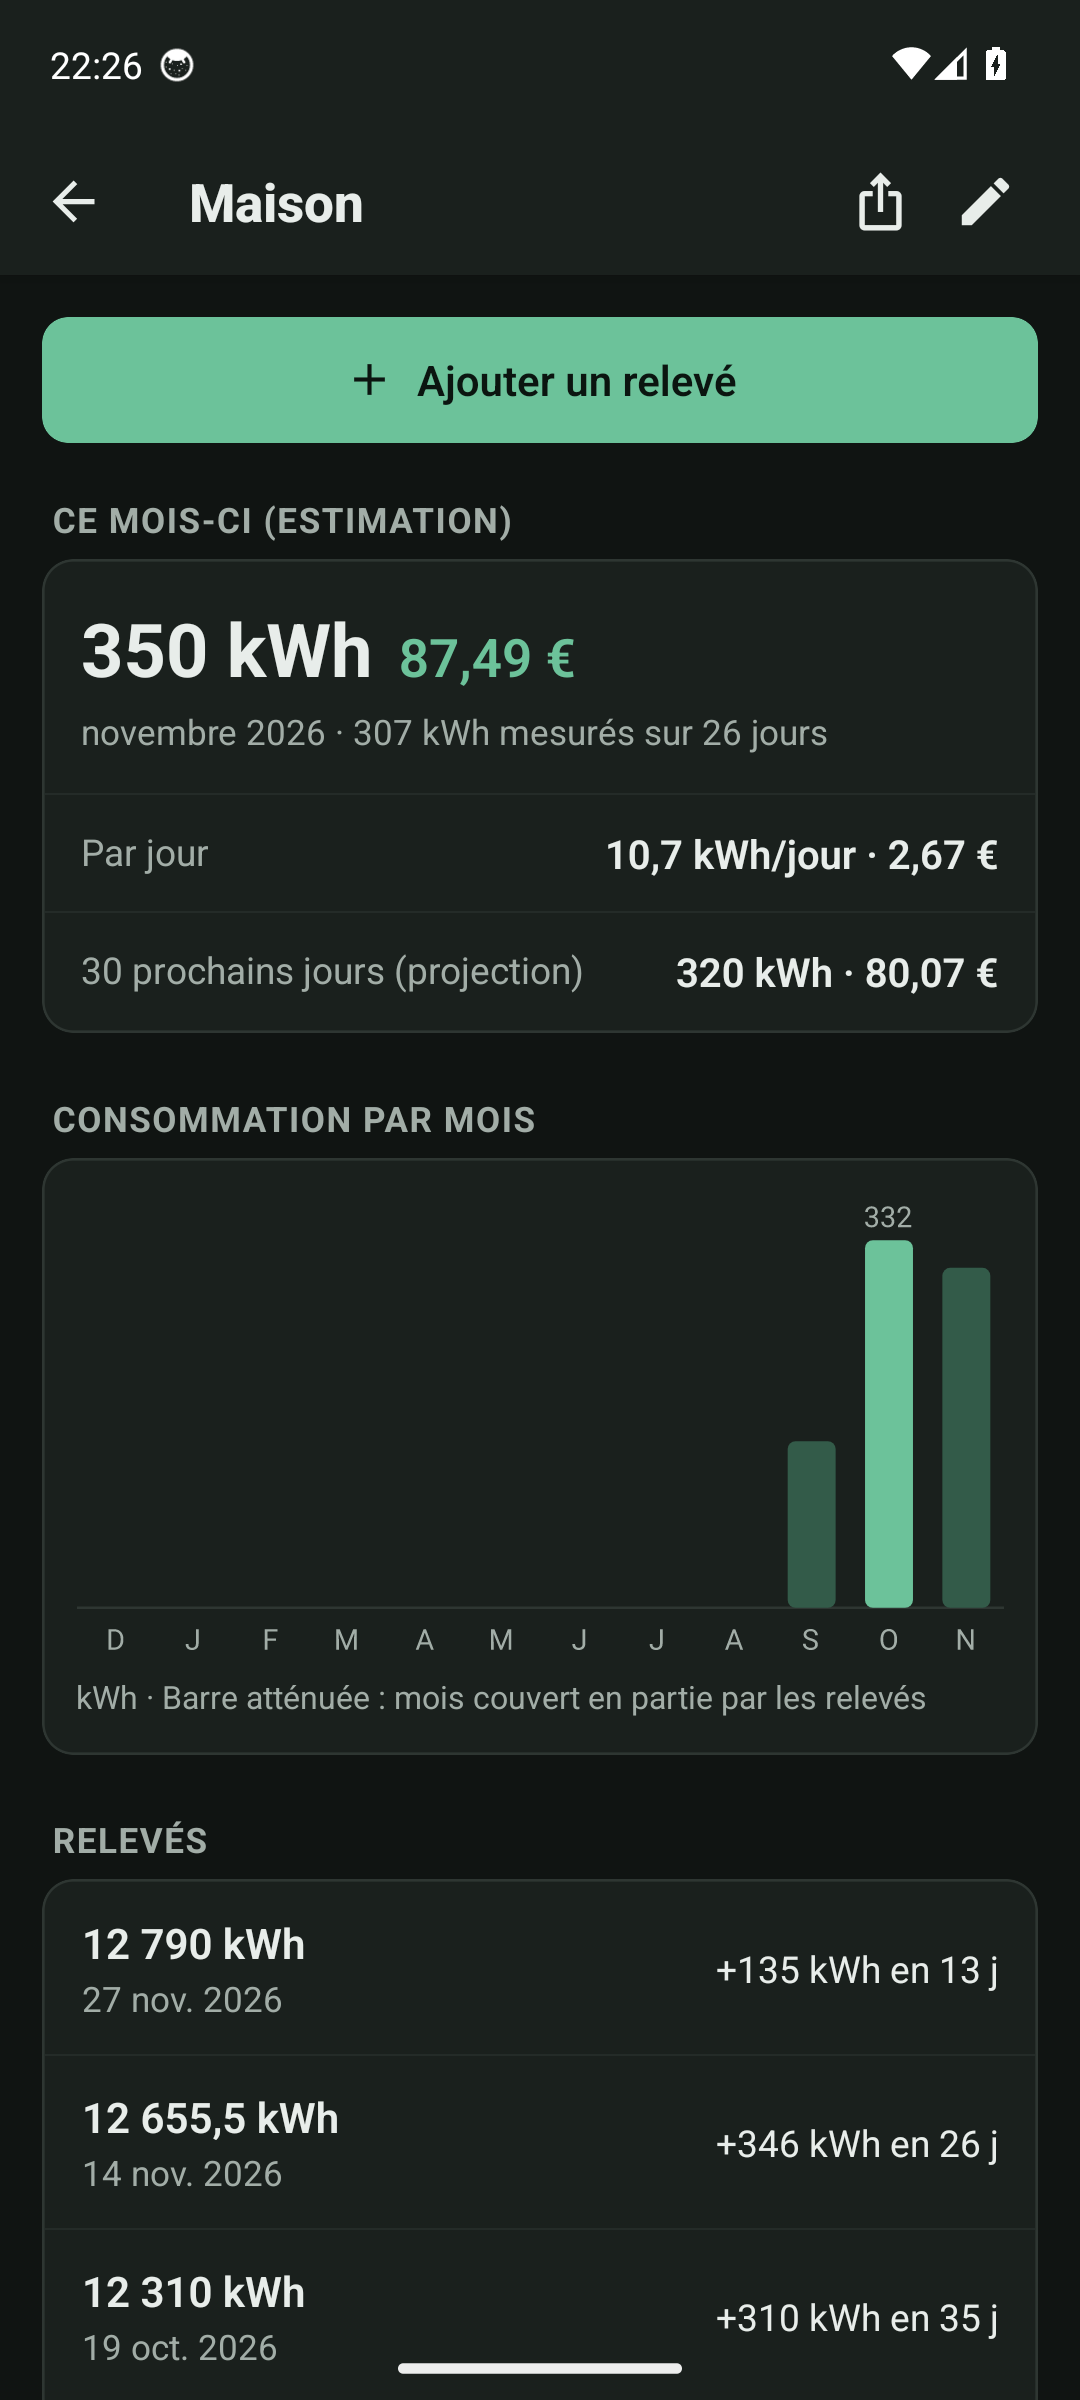 22:26
Maison
Ajouter un relevé
CE MOIS-CI (ESTIMATION)
350 kWh 87,49 €
novembre 2026 · 307 kWh mesurés sur 26 jours
Par jour 10,7 kWh/jour · 2,67 €
30 prochains jours (projection) 320 kWh · 80,07 €
CONSOMMATION PAR MOIS
332
D J F M A M J J A S O N
kWh · Barre atténuée : mois couvert en partie par les relevés
RELEVÉS
12 790 kWh
27 nov. 2026
+135 kWh en 13 j
12 655,5 kWh
14 nov. 2026
+346 kWh en 26 j
12 310 kWh
19 oct. 2026
+310 kWh en 35 j